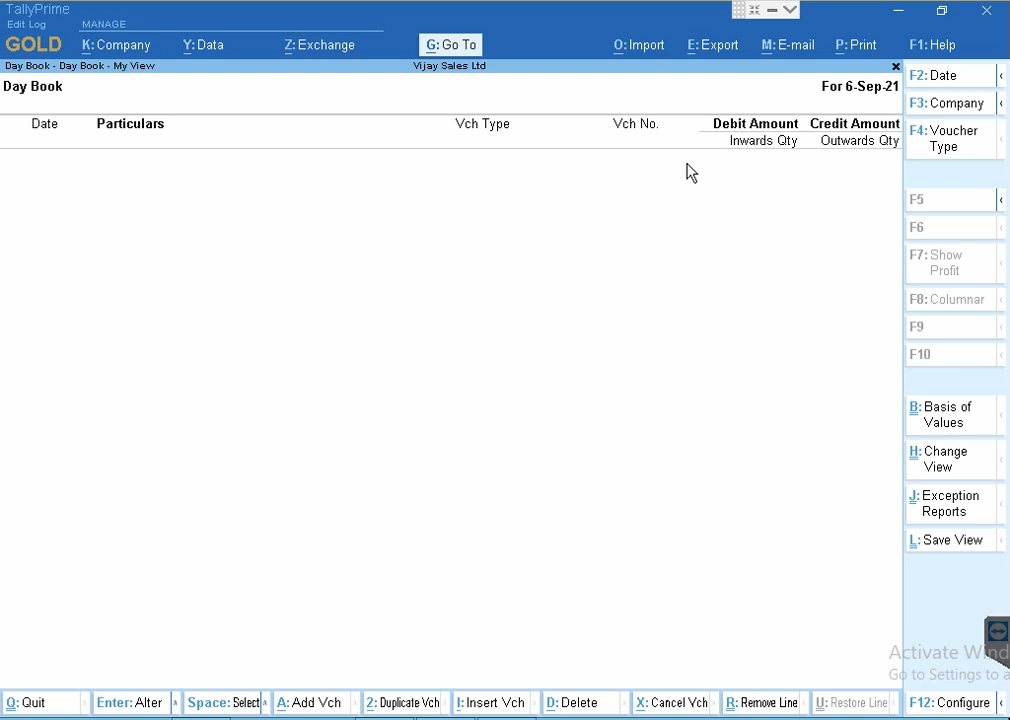 TallyPrime
Edit Log
GOLD
MANAGE
K: Company
Y: Data
Z: Exchange
G: Go To
O: Import
E: Export
M: E-mail
P: Print
F1: Help
Day Book - Day Book - My View
Vijay Sales Ltd
Day Book
For 6-Sep-21
Date
Particulars
Vch Type
Vch No.
Debit Amount
Credit Amount
Inwards Qty
Outwards Qty
F2: Date
F3: Company
F4: Voucher
Type
F5
F6
F7: Show
Profit
F8: Columnar
F9
F10
B: Basis of
Values
H: Change
View
J: Exception
Reports
L: Save View
Activate Wind
Go to Settings to a
Q: Quit
Enter: Alter
Space: Select
A: Add Vch
2: Duplicate Vch
I: Insert Vch
D: Delete
X: Cancel Vch
R: Remove Line
U: Restore Line
F12: Configure